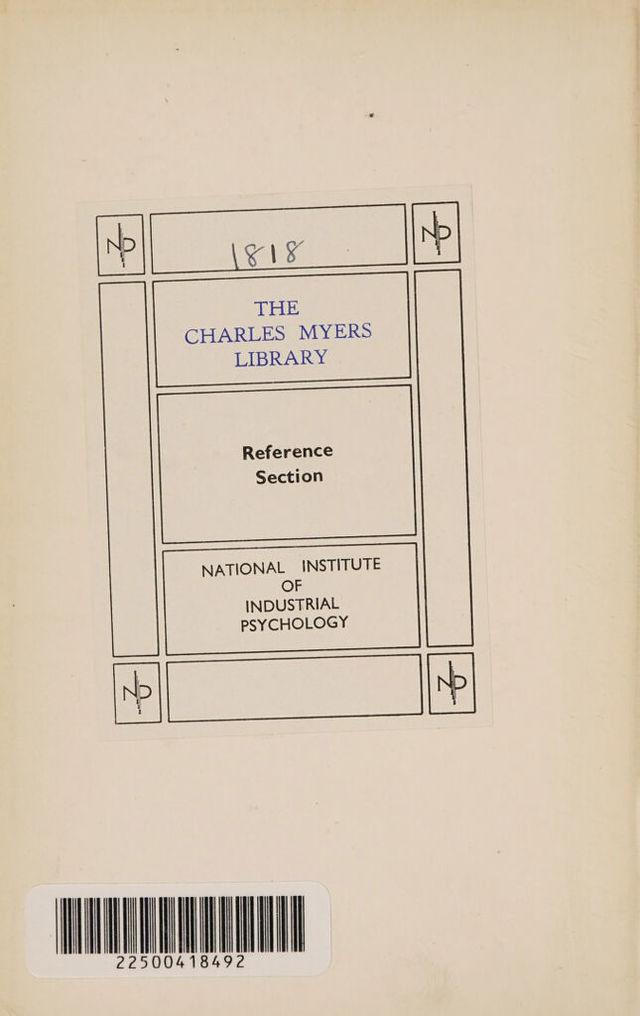 1818
THE
CHARLES MYERS
LIBRARY
Reference
Section
NATIONAL INSTITUTE
OF
INDUSTRIAL
PSYCHOLOGY
22500418492